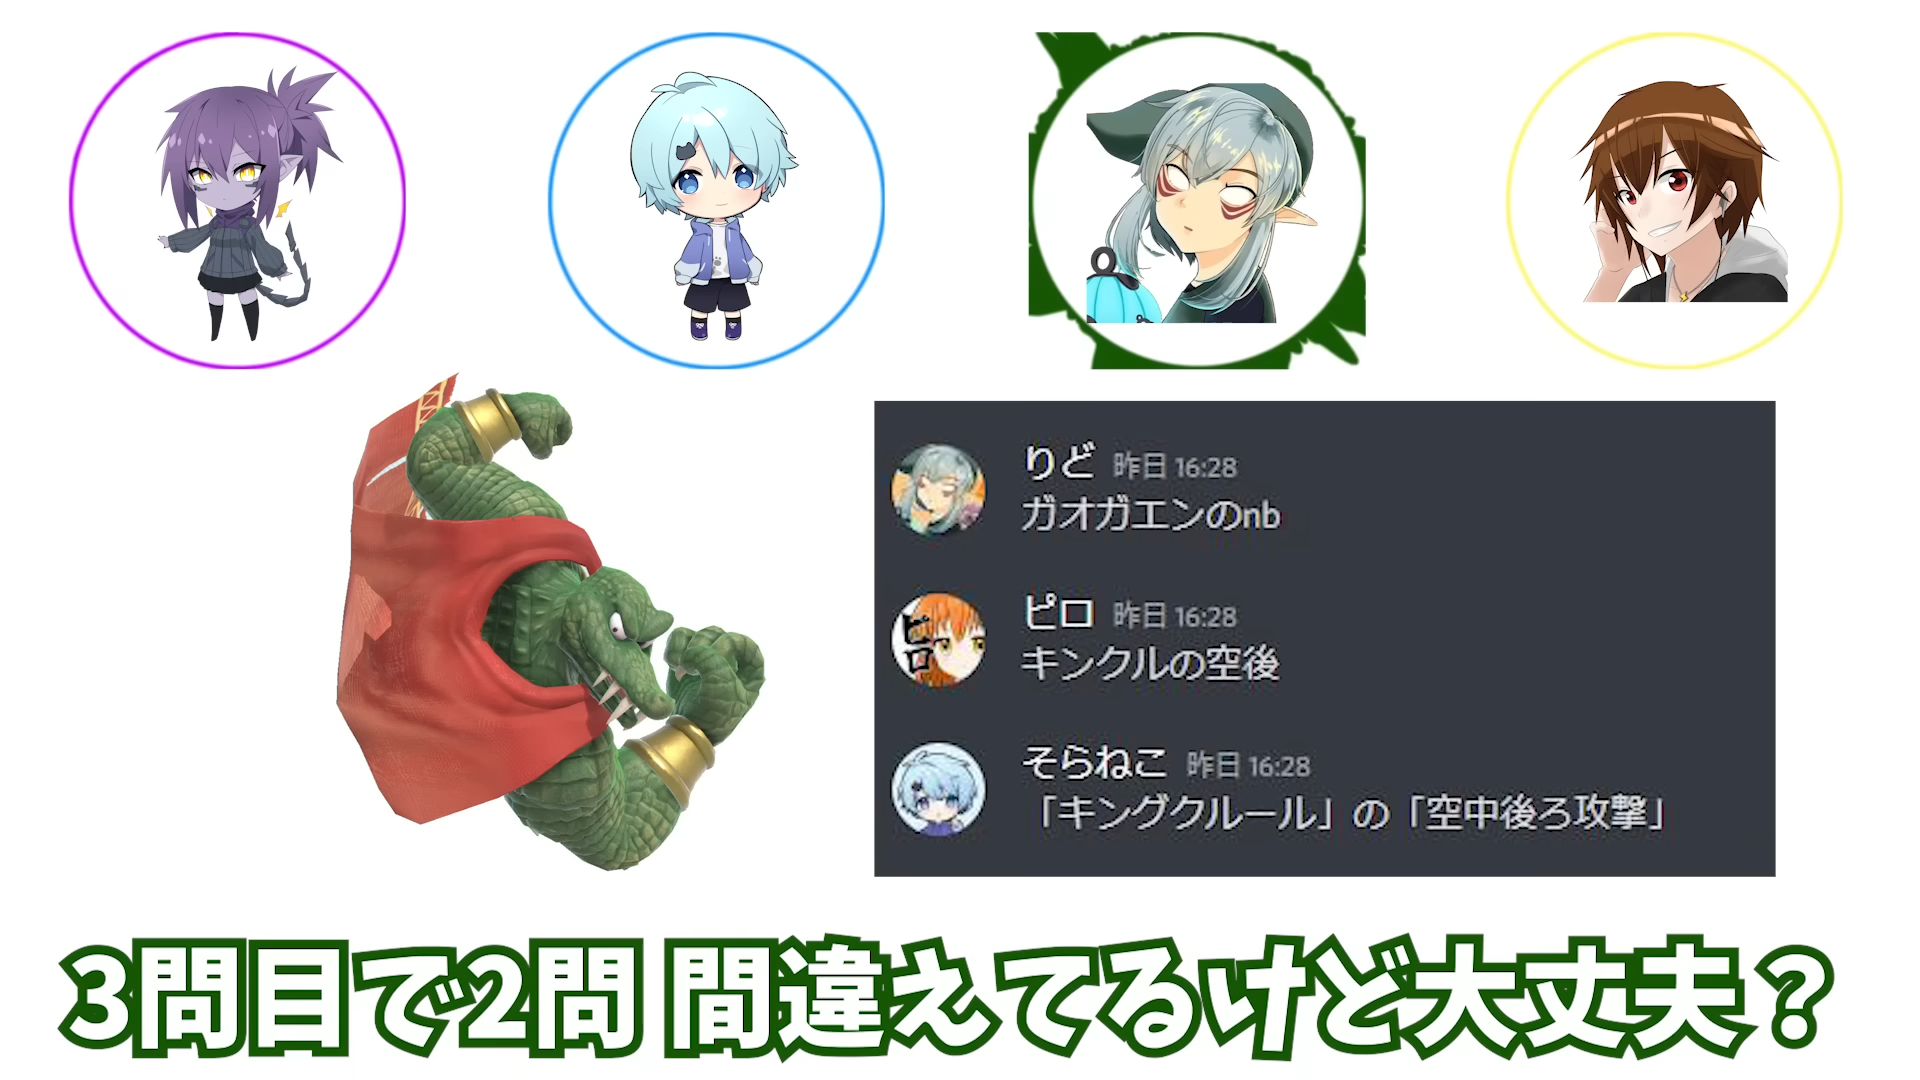 りど 昨日 16:28
ガオガエンのnb
ピロ
ピロ 昨日 16:28
キンクルの空後
そらねこ 昨日 16:28
「キングクルール」の「空中後ろ攻撃」
3問目で2問 間違えてるけど大丈夫？